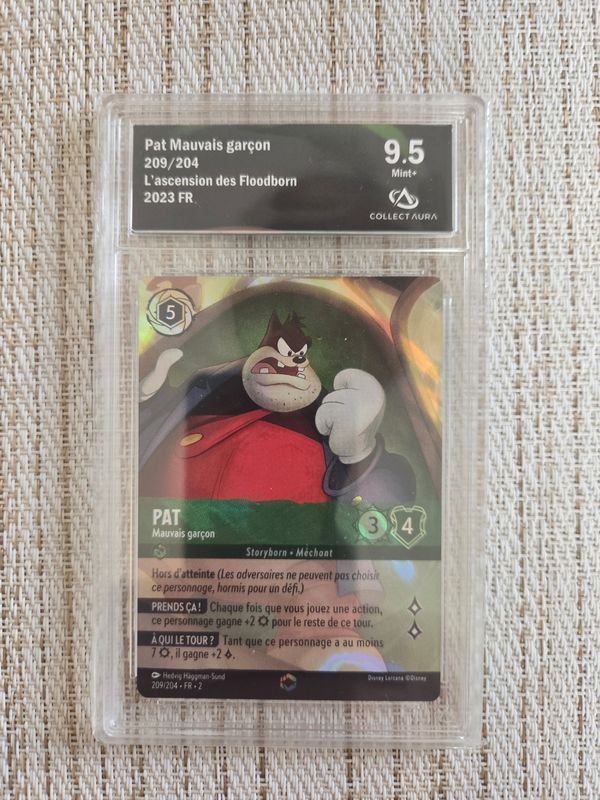 Pat Mauvais garçon
209/204
L'ascension des Floodborn
2023 FR
9.5
Mint+
COLLECT AURA
5
PAT
Mauvais garçon
3
4
Storyborn • Méchant
Hors d'atteinte (Les adversaires ne peuvent pas choisir
ce personnage, hormis pour un défi.)
PRENDS ÇA! Chaque fois que vous jouez une action,
ce personnage gagne +2 pour le reste de ce tour.
À QUI LE TOUR? Tant que ce personnage a au moins
7 , il gagne +2 .
Hedvig Häggman-Sund
209/204 • FR • 2
Disney Lorcana ©Disney